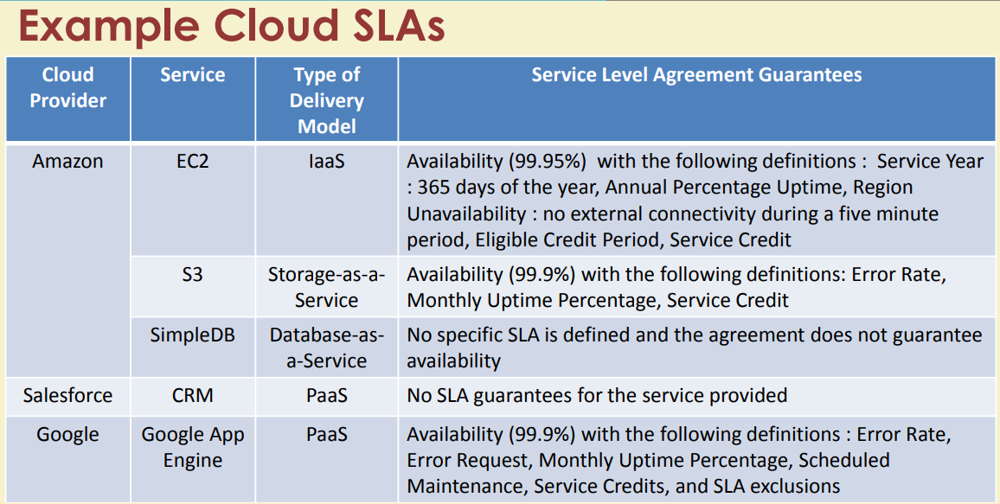 Example Cloud SLAs
Cloud
Provider
Service
Type of
Delivery
Model
Service Level Agreement Guarantees
Amazon
EC2
IaaS
Availability (99.95%)  with the following definitions :  Service Year
: 365 days of the year, Annual Percentage Uptime, Region
Unavailability : no external connectivity during a five minute
period, Eligible Credit Period, Service Credit
S3
Storage-as-a-
Service
Availability (99.9%) with the following definitions: Error Rate,
Monthly Uptime Percentage, Service Credit
SimpleDB
Database-as-
a-Service
No specific SLA is defined and the agreement does not guarantee
availability
Salesforce
CRM
PaaS
No SLA guarantees for the service provided
Google
Google App
Engine
PaaS
Availability (99.9%) with the following definitions : Error Rate,
Error Request, Monthly Uptime Percentage, Scheduled
Maintenance, Service Credits, and SLA exclusions